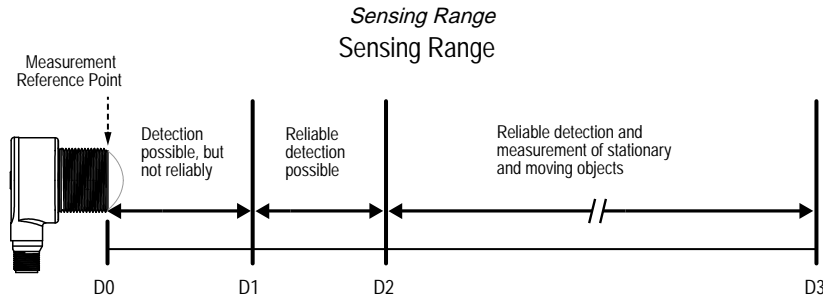 Sensing Range
Sensing Range
Measurement
Reference Point
Detection
possible, but
not reliably
Reliable
detection
possible
Reliable detection and
measurement of stationary
and moving objects
D0
D1
D2
D3